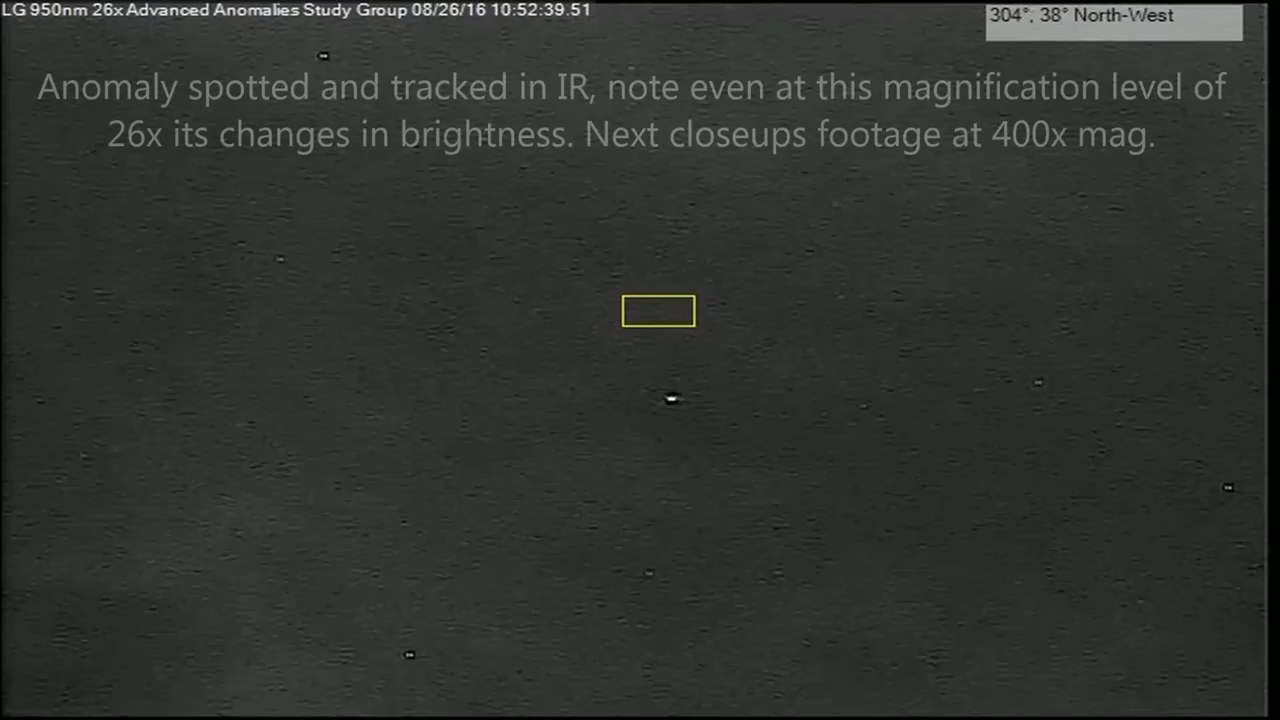 LG 950nm 26x Advanced Anomalies Study Group 08/26/16 10:52:39.51
304°, 38° North-West
Anomaly spotted and tracked in IR, note even at this magnification level of
26x its changes in brightness. Next closeups footage at 400x mag.